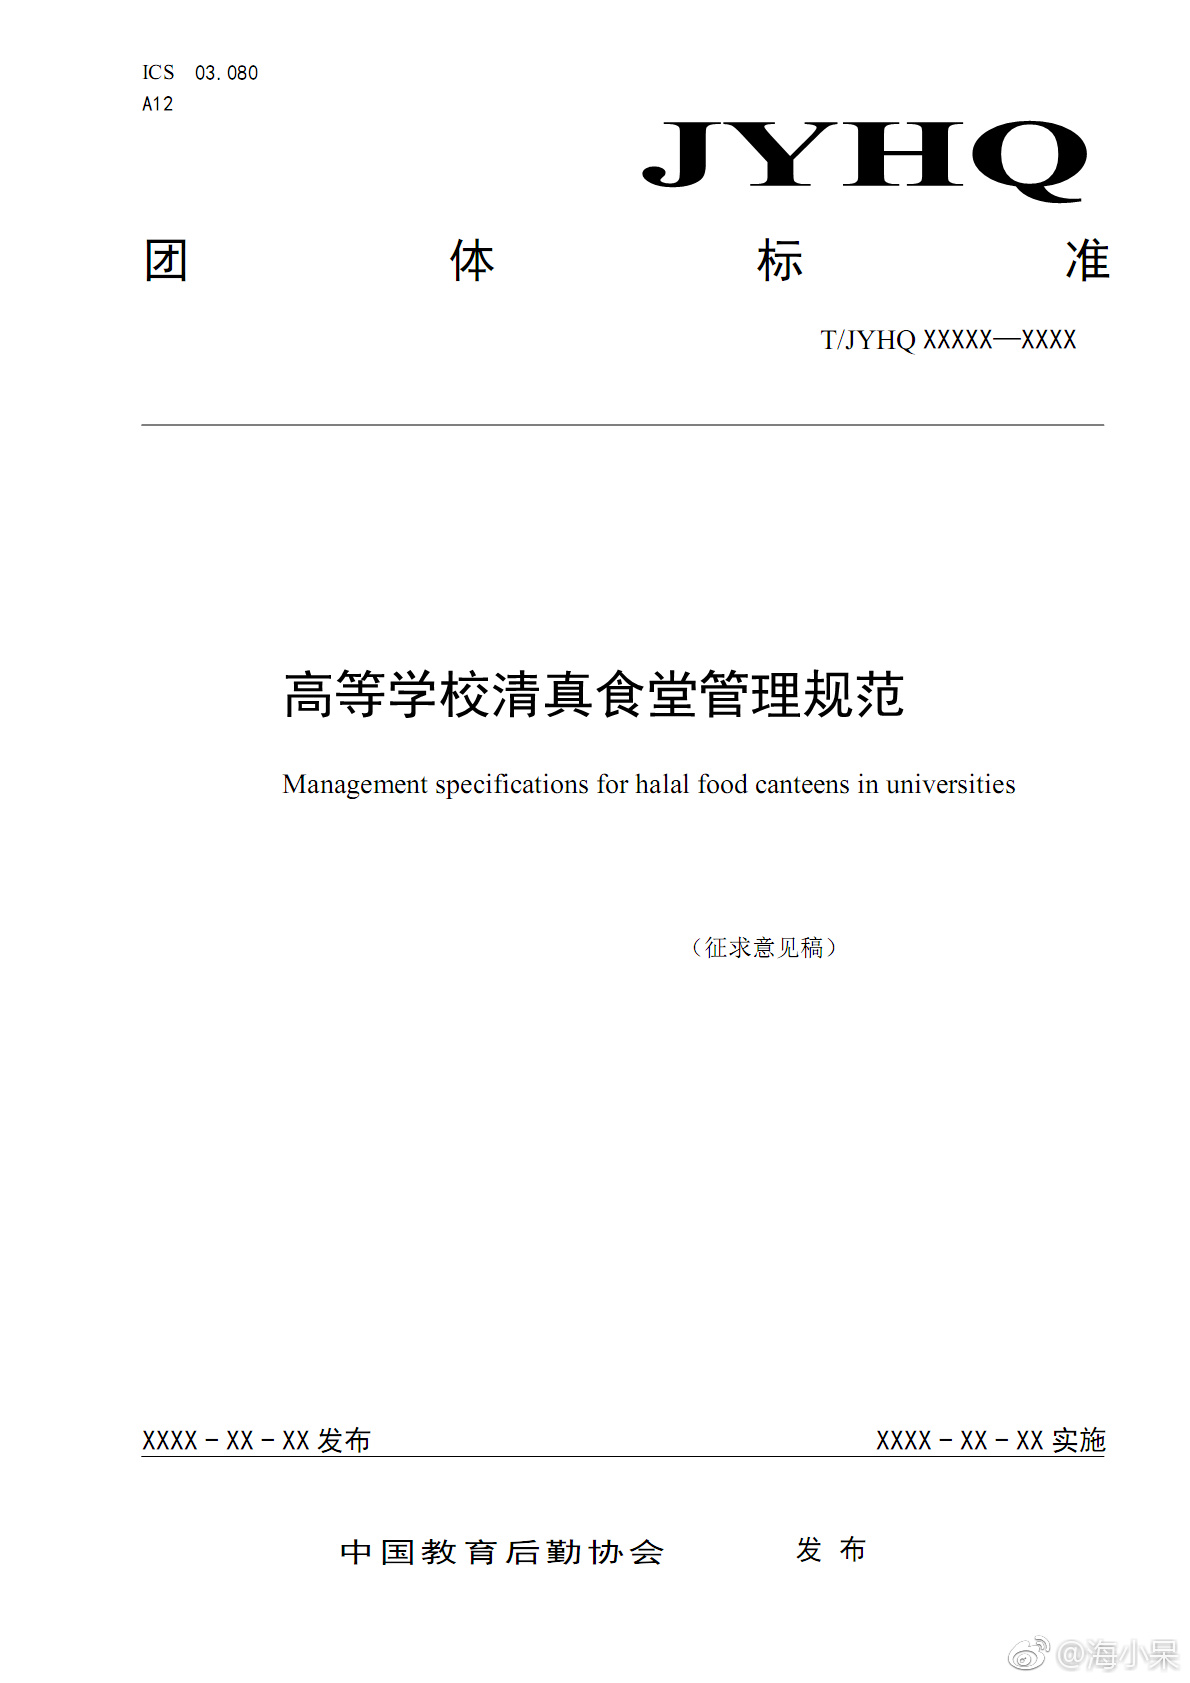 ICS 03.080
A12
JYHQ
团体标准
T/JYHQ XXXXX—XXXX
高等学校清真食堂管理规范
Management specifications for halal food canteens in universities
（征求意见稿）
XXXX－XX－XX 发布
XXXX－XX－XX 实施
中国教育后勤协会 发布
@海小呆